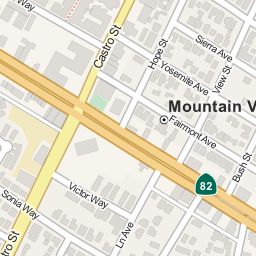 Way
Castro St
Sierra Ave
Hope St
Yosemite Ave
View St
Mountain V
Fairmont Ave
Bush St
82
Victor Way
Sonia Way
Ln Ave
St